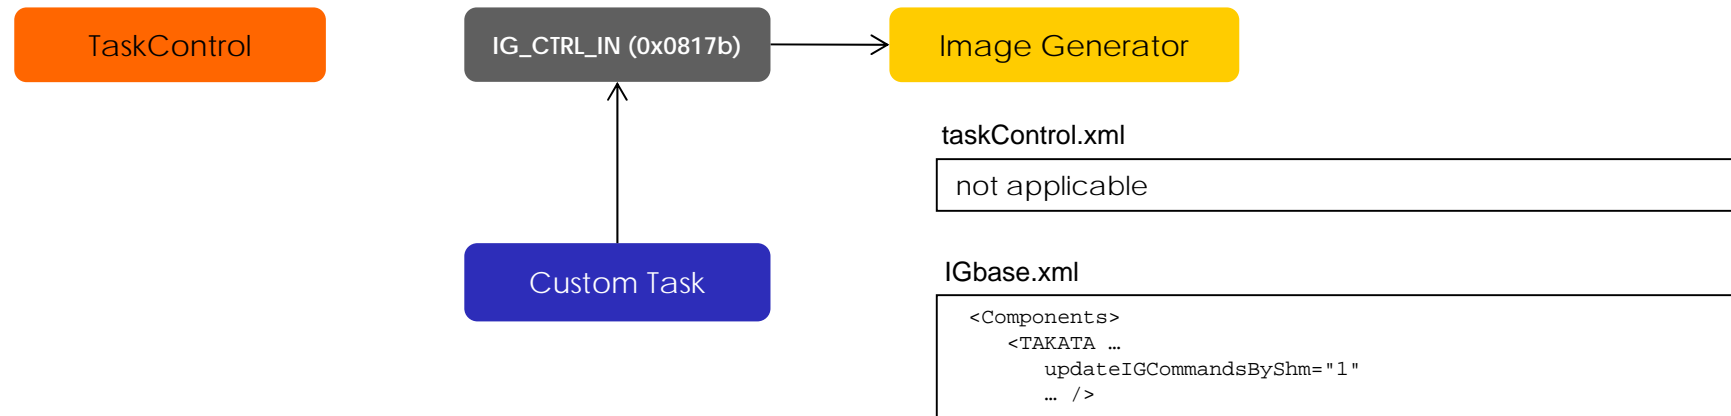 TaskControl
IG_CTRL_IN (0x0817b)
Image Generator
taskControl.xml
not applicable
Custom Task
IGbase.xml
<Components>
<TAKATA …
updateIGCommandsByShm="1"
… />